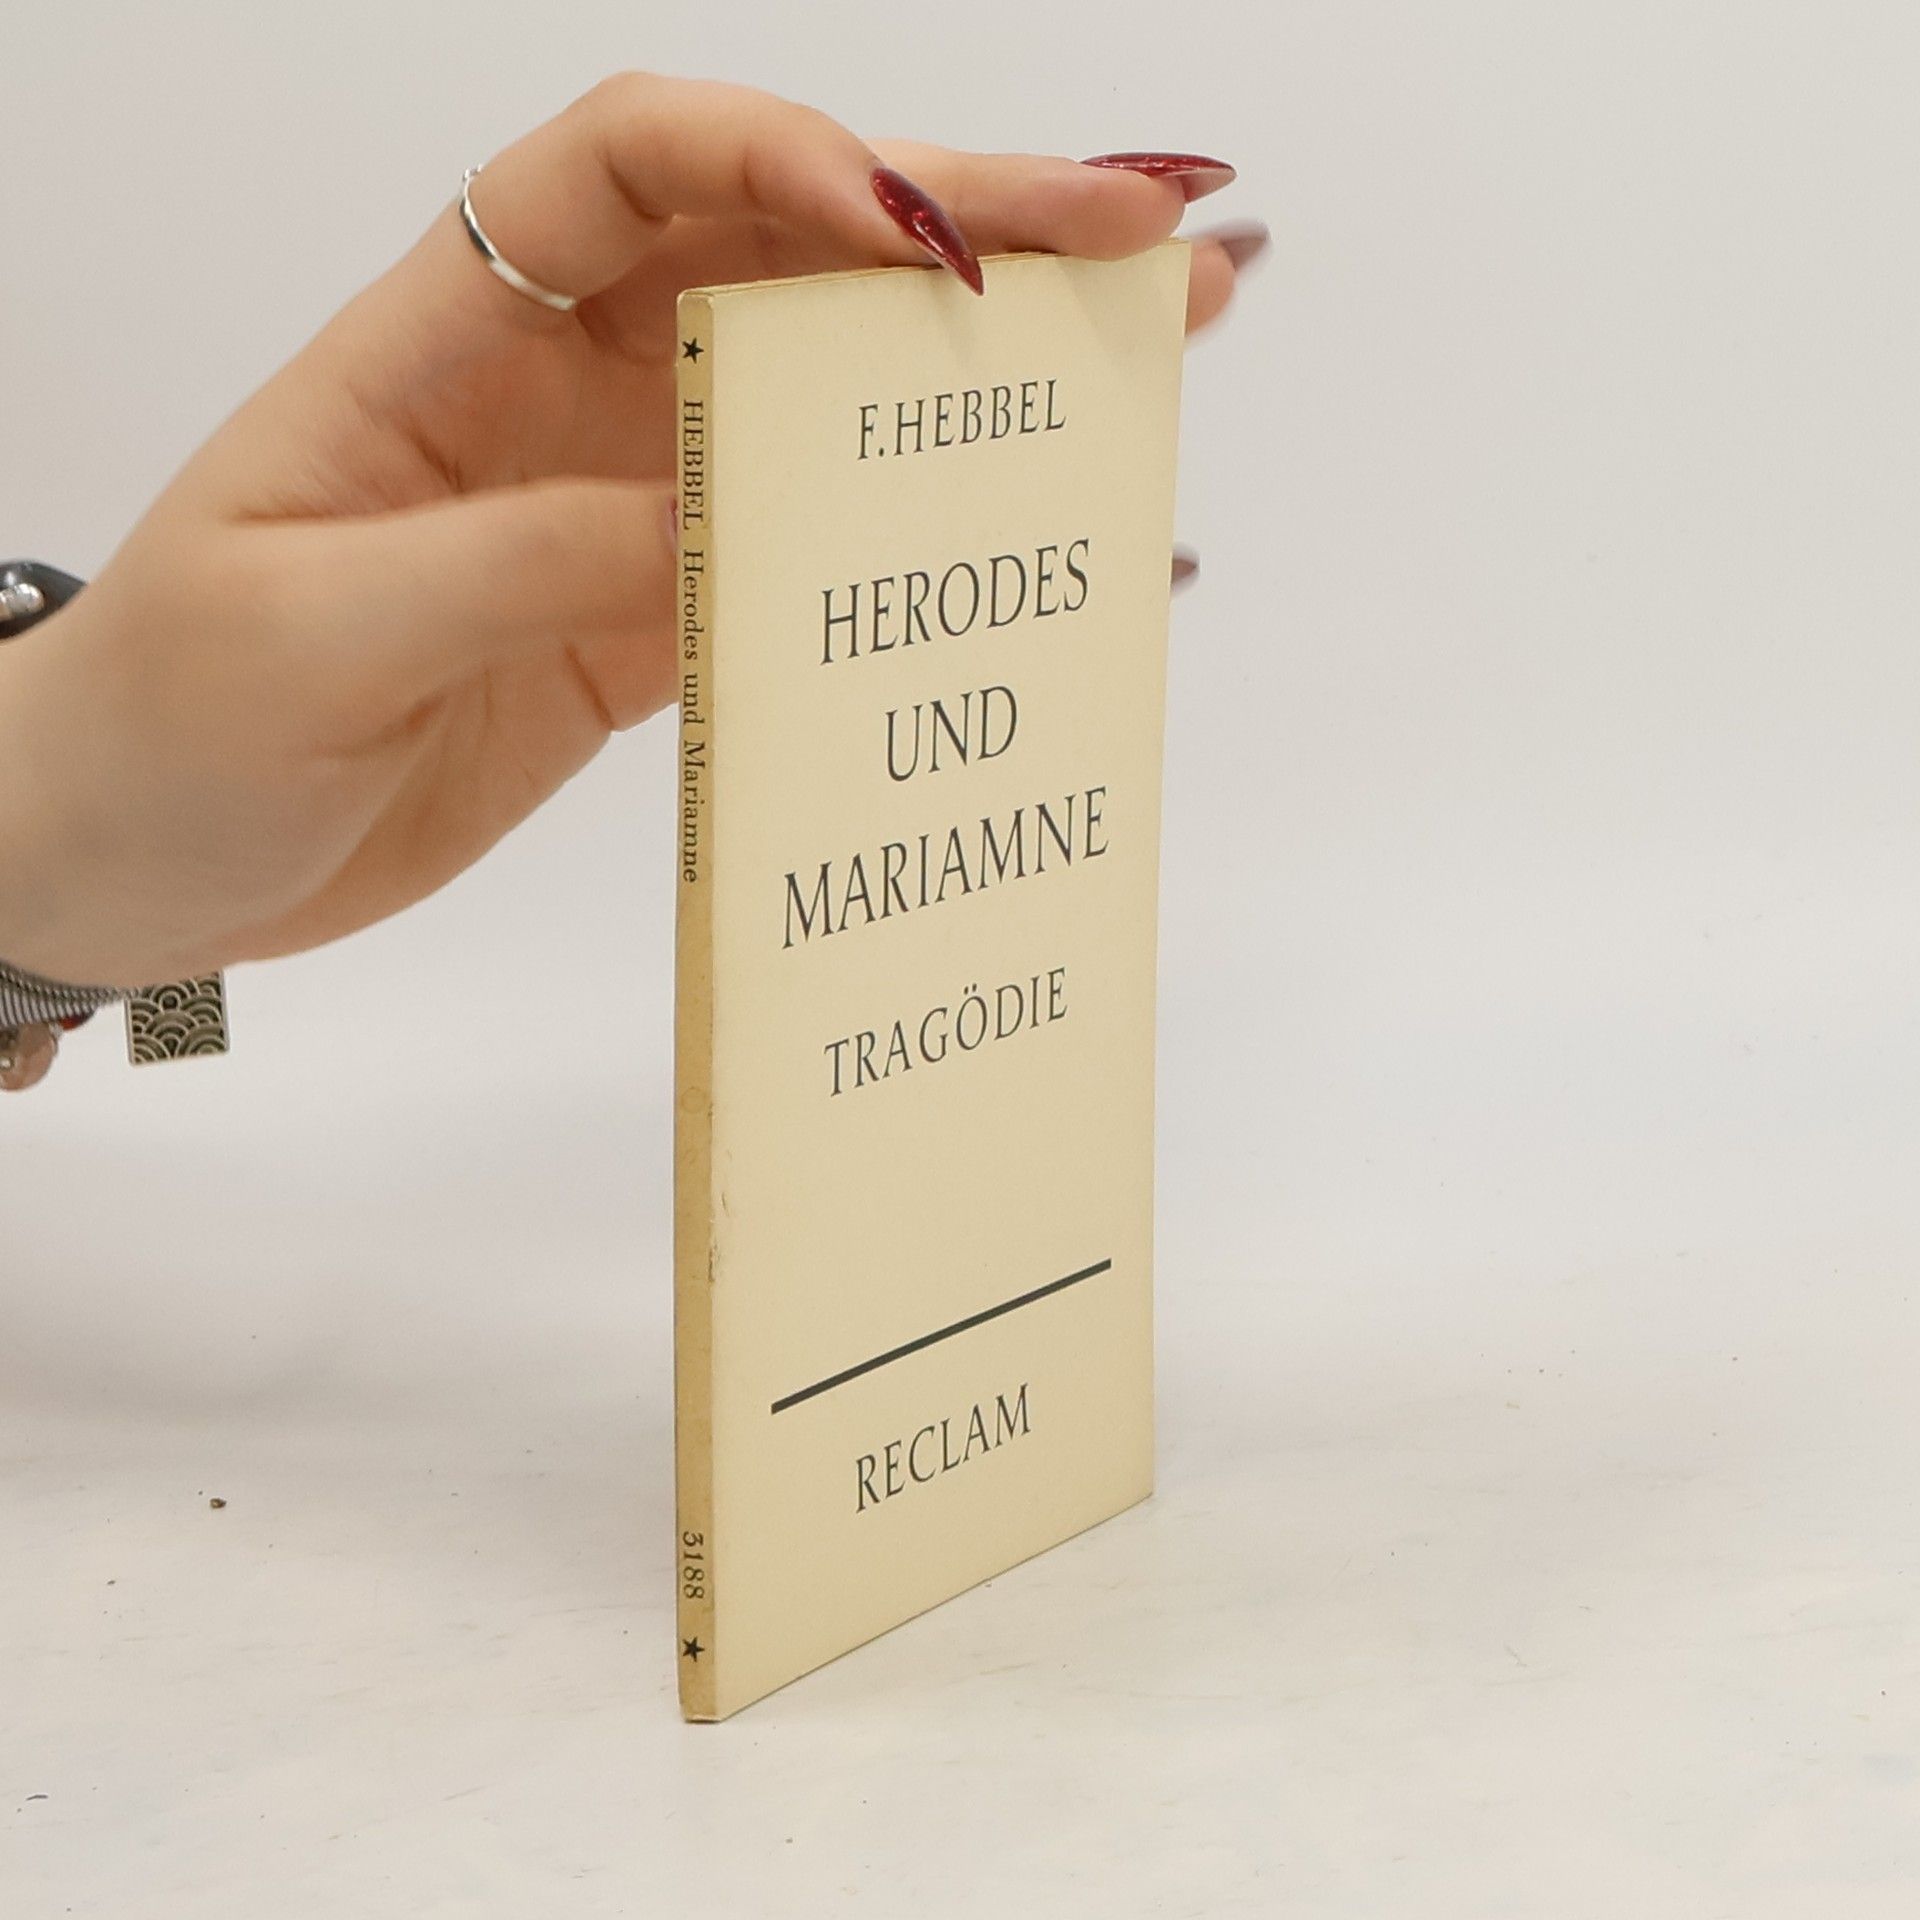 F. HEBBEL
HERODES
UND
MARIAMNE
TRAGÖDIE
RECLAM
★ HEBBEL Herodes und Mariamne 3188 ★